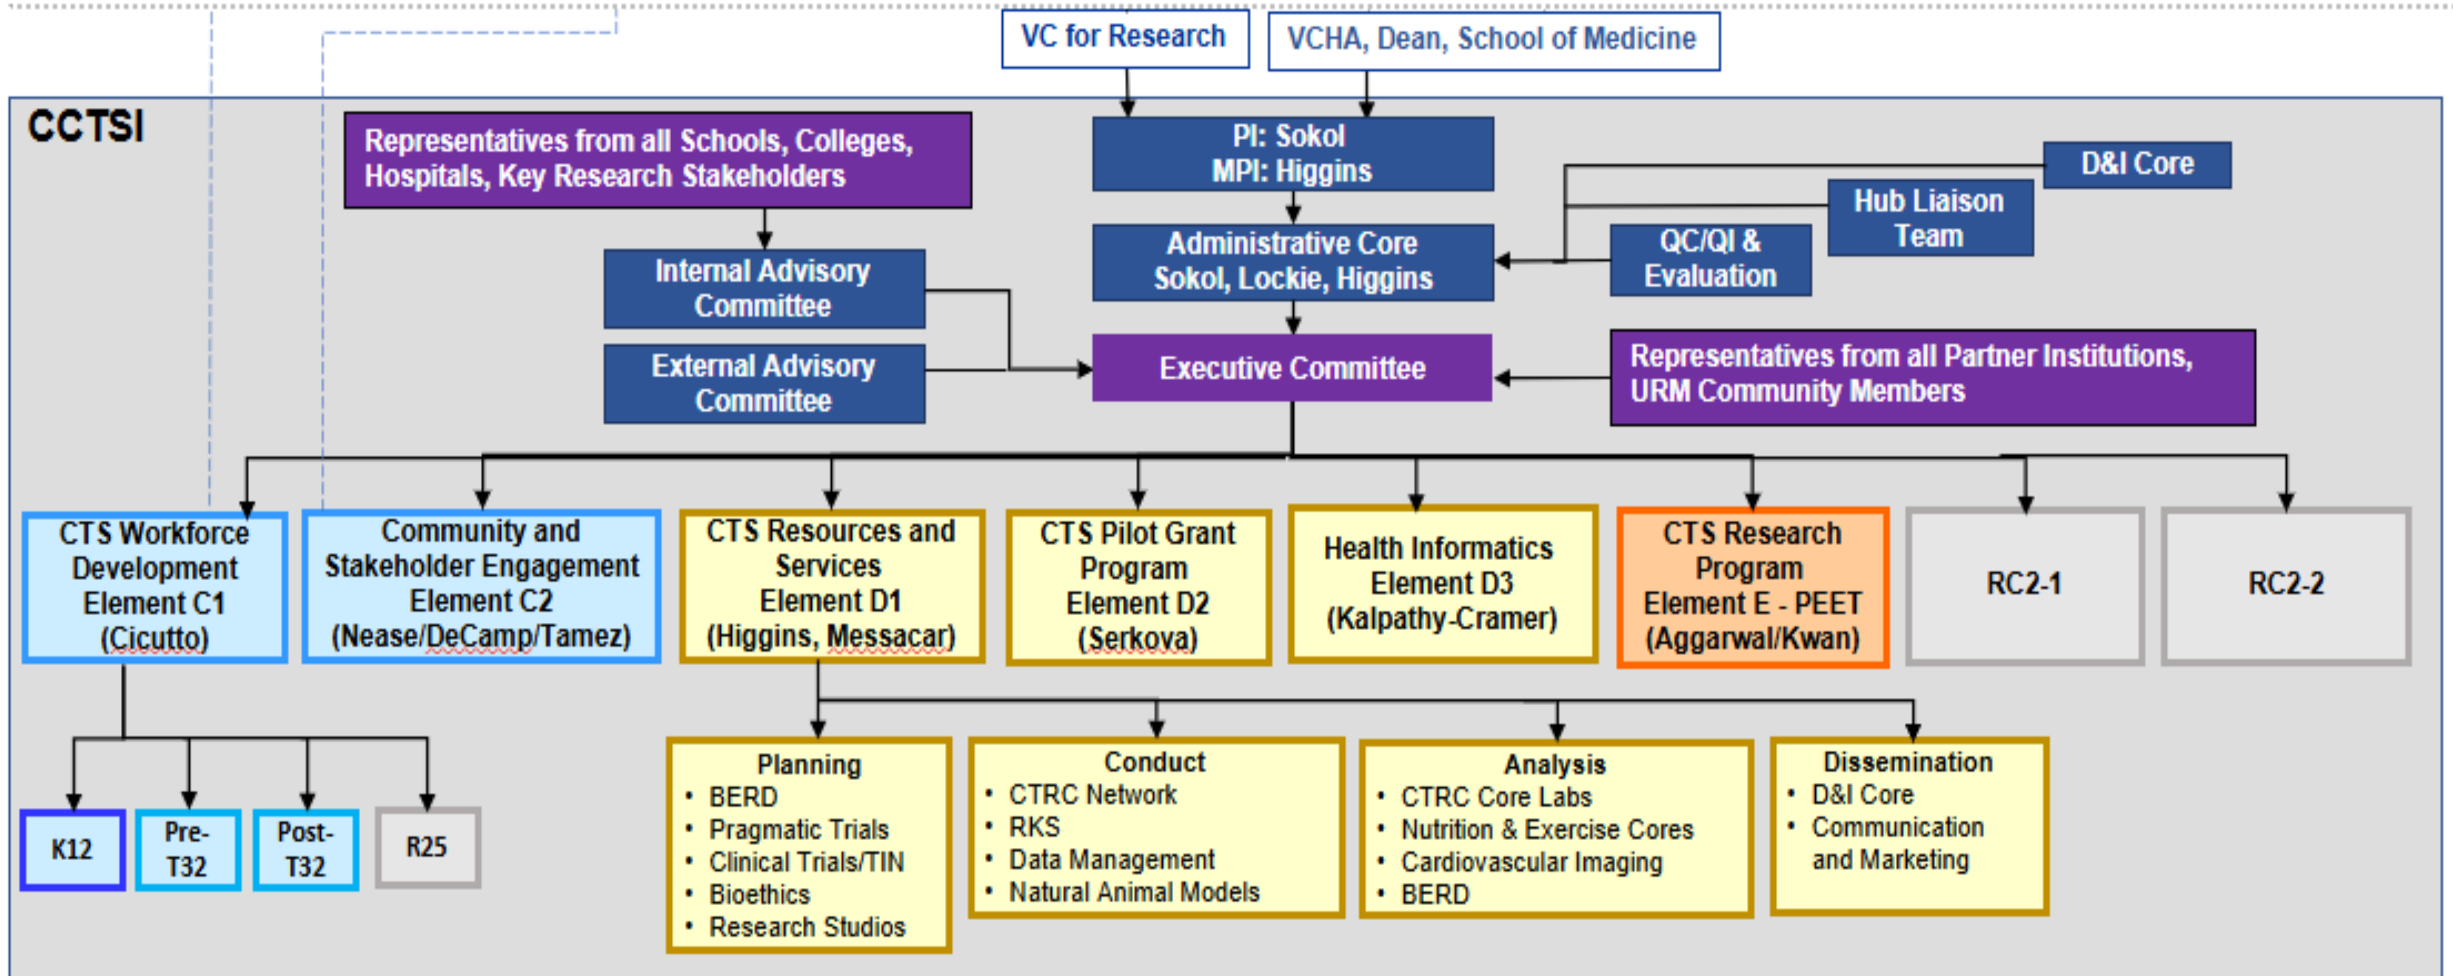 VC for Research
VCHA, Dean, School of Medicine
CCTSI
Representatives from all Schools, Colleges,
Hospitals, Key Research Stakeholders
PI: Sokol
MPI: Higgins
D&I Core
Hub Liaison
Team
QC/QI &
Evaluation
Administrative Core
Sokol, Lockie, Higgins
Internal Advisory
Committee
External Advisory
Committee
Executive Committee
Representatives from all Partner Institutions,
URM Community Members
CTS Workforce
Development
Element C1
(Cicutto)
Community and
Stakeholder Engagement
Element C2
(Nease/DeCamp/Tamez)
CTS Resources and
Services
Element D1
(Higgins, Messacar)
CTS Pilot Grant
Program
Element D2
(Serkova)
Health Informatics
Element D3
(Kalpathy-Cramer)
CTS Research
Program
Element E - PEET
(Aggarwal/Kwan)
RC2-1
RC2-2
K12
Pre-
T32
Post-
T32
R25
Planning
• BERD
• Pragmatic Trials
• Clinical Trials/TIN
• Bioethics
• Research Studios
Conduct
• CTRC Network
• RKS
• Data Management
• Natural Animal Models
Analysis
• CTRC Core Labs
• Nutrition & Exercise Cores
• Cardiovascular Imaging
• BERD
Dissemination
• D&I Core
• Communication
and Marketing